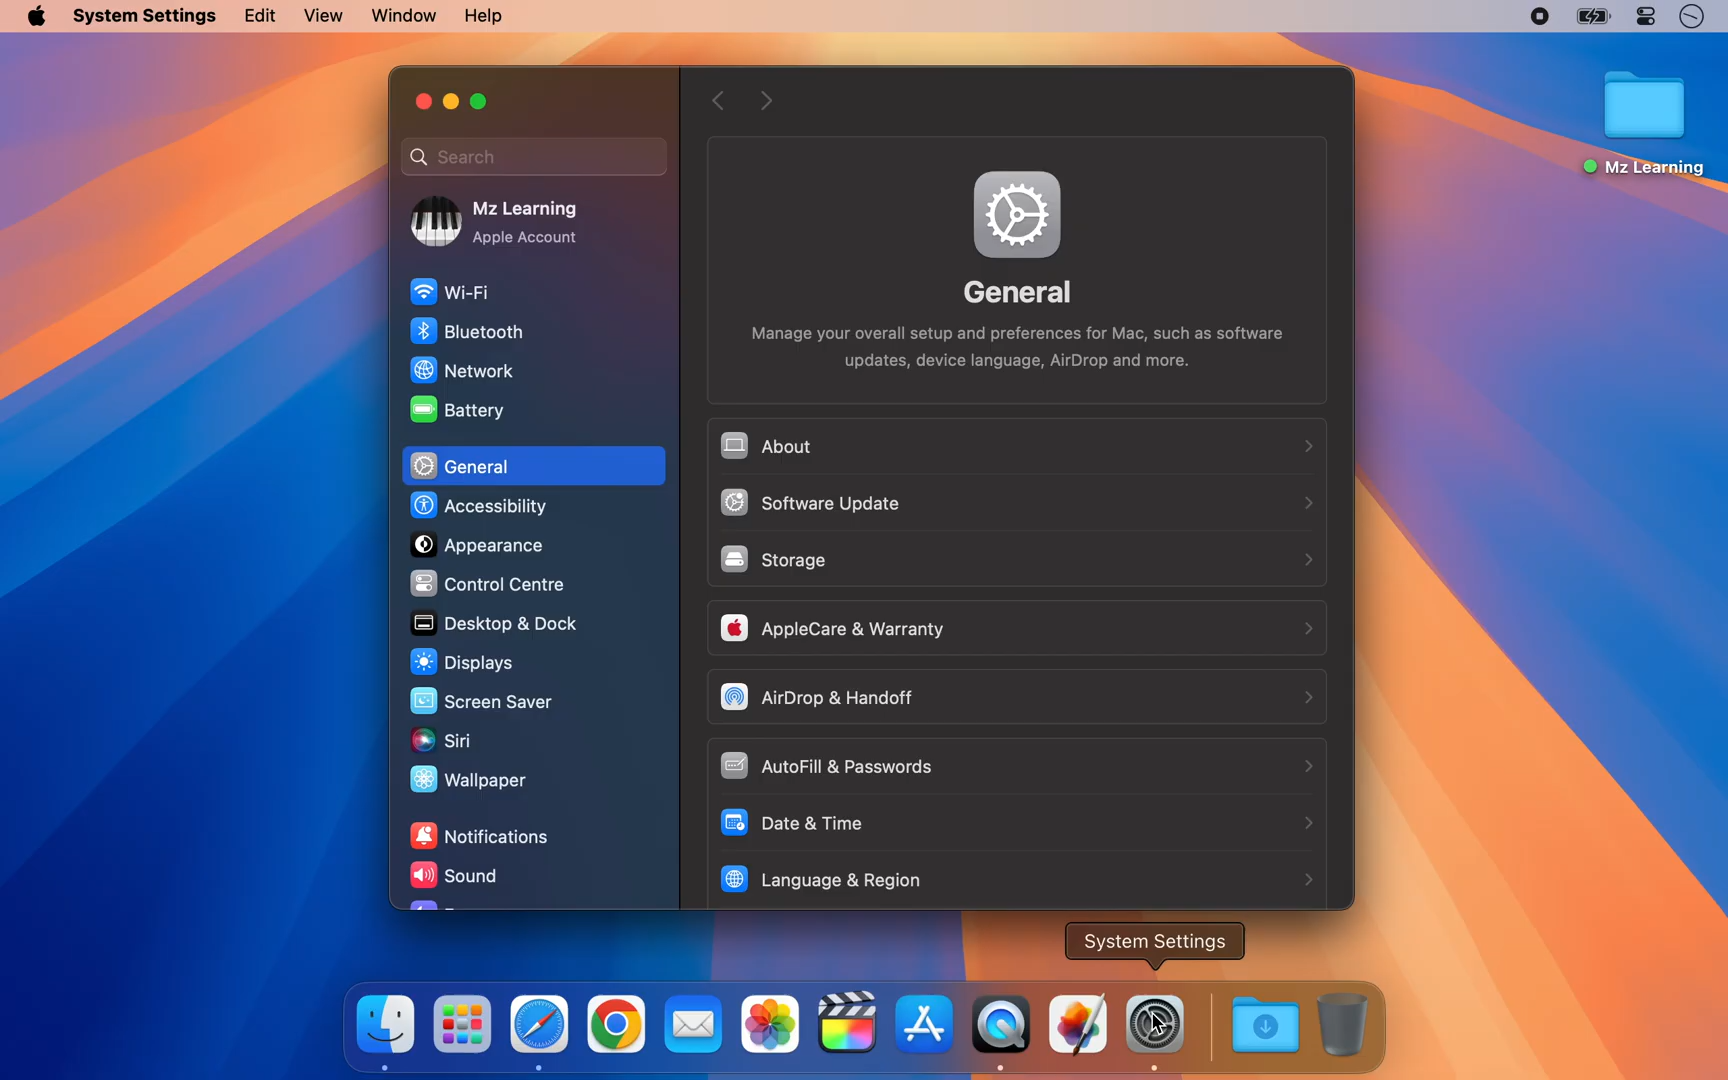 System Settings Edit View Window Help
Mz Learning
Search
Mz Learning
Apple Account
Wi-Fi
Bluetooth
Network
Battery
General
Accessibility
Appearance
Control Centre
Desktop & Dock
Displays
Screen Saver
Siri
Wallpaper
Notifications
Sound
General
Manage your overall setup and preferences for Mac, such as software
updates, device language, AirDrop and more.
About
Software Update
Storage
AppleCare & Warranty
AirDrop & Handoff
AutoFill & Passwords
Date & Time
Language & Region
System Settings